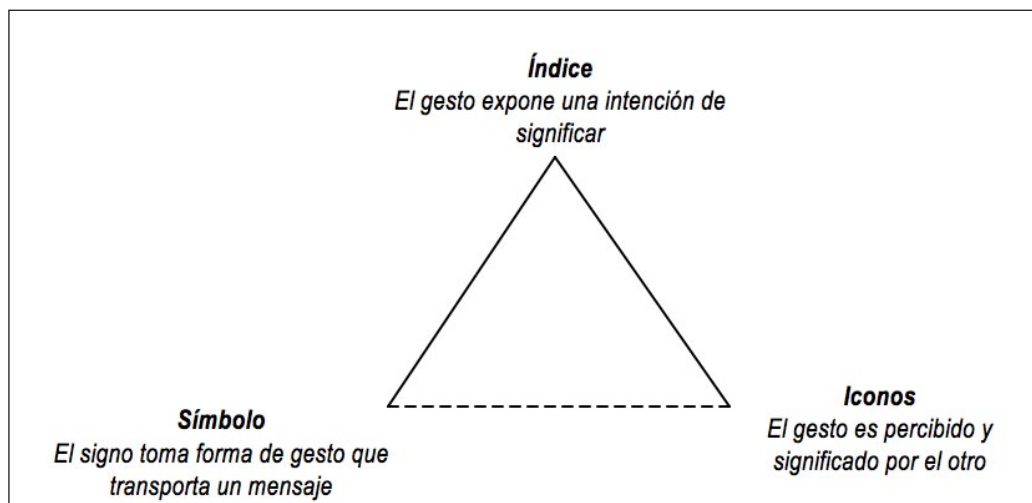 Índice
El gesto expone una intención de
significar
Símbolo
El signo toma forma de gesto que
transporta un mensaje
Iconos
El gesto es percibido y
significado por el otro